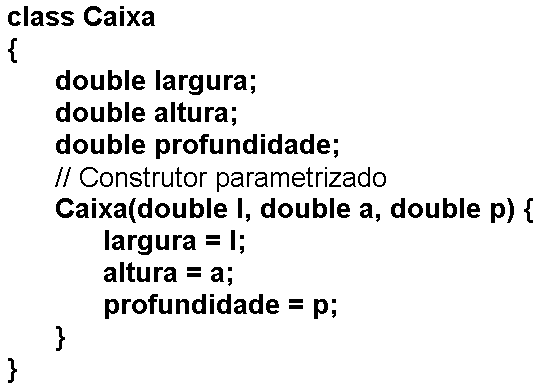 class Caixa
{
double largura;
double altura;
double profundidade;
// Construtor parametrizado
Caixa(double l, double a, double p) {
largura = l;
altura = a;
profundidade = p;
}
}